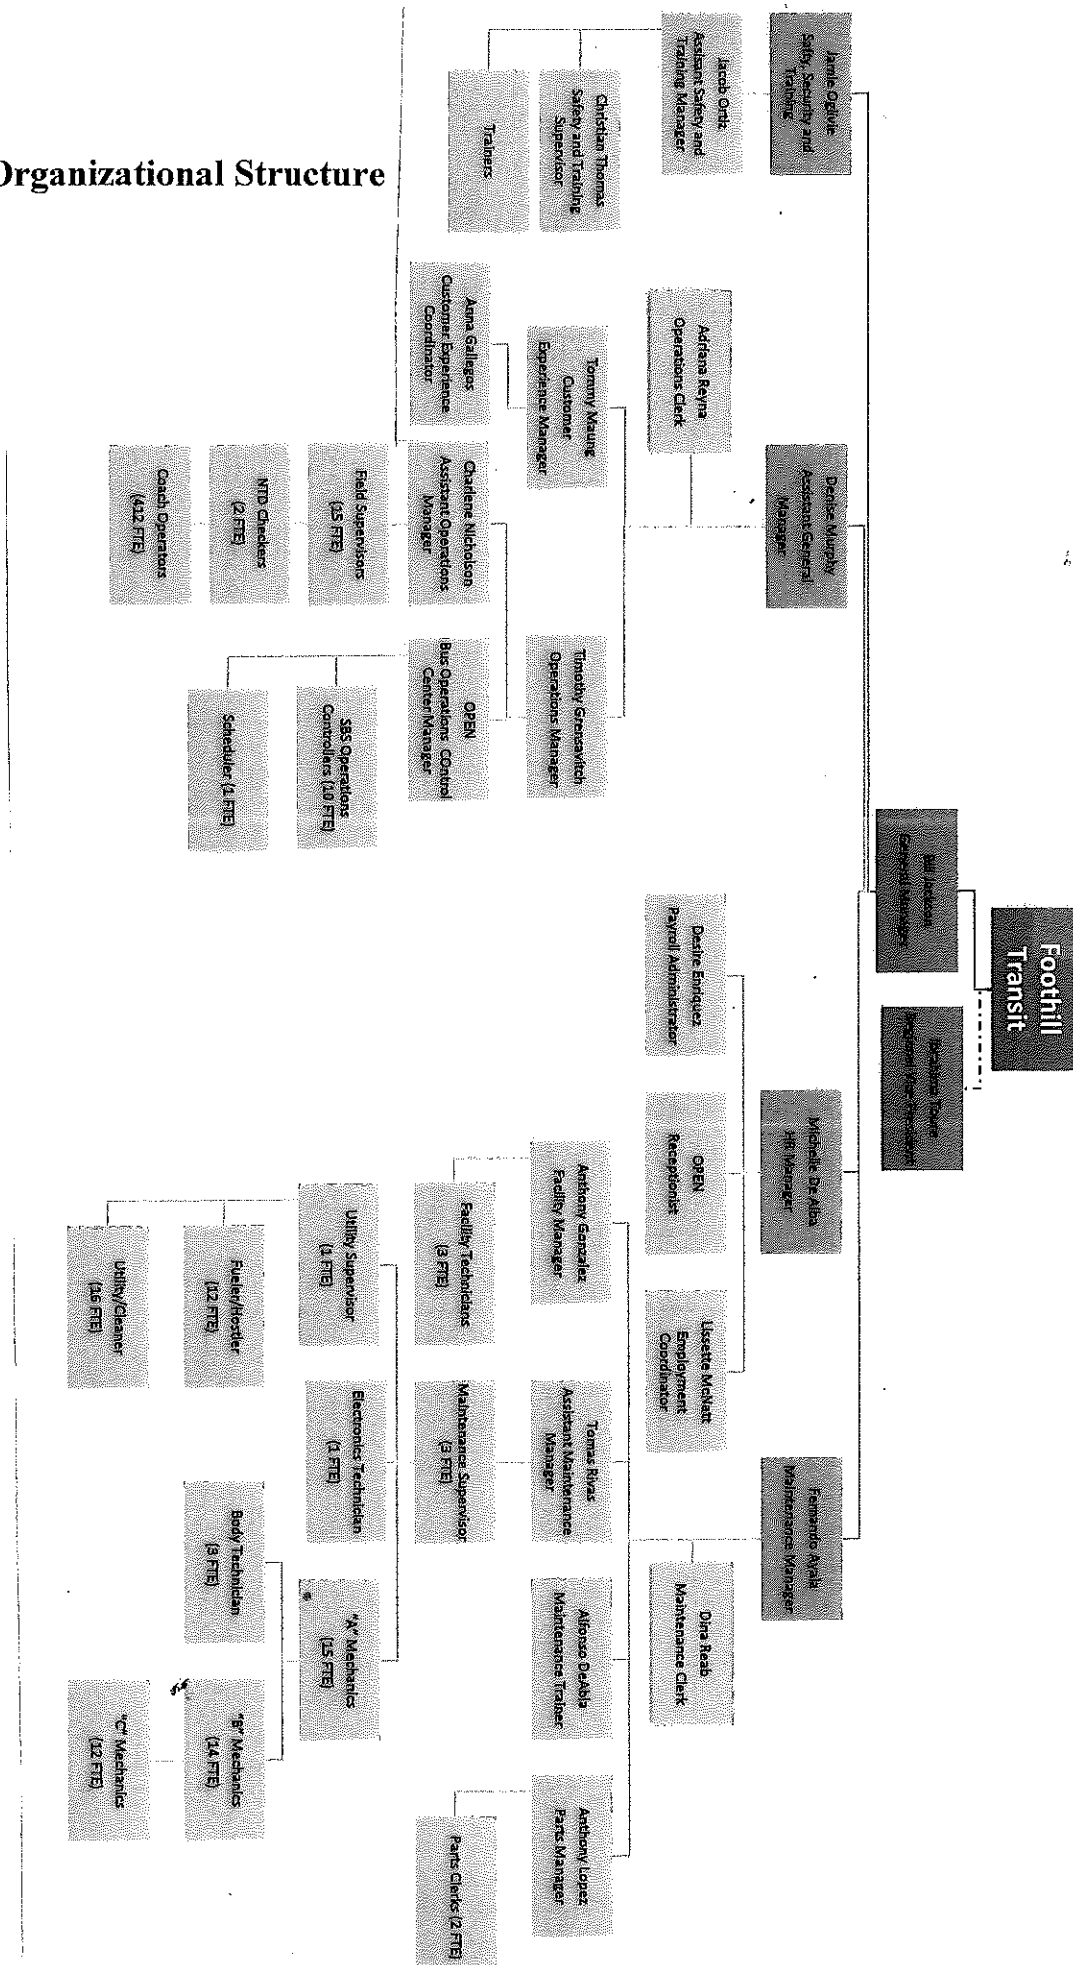 Organizational Structure
Foothill
Transit
Bill Jackson
General Manager
Ibrahima Toure
Regional Vice President
Jamie Ogilvie
Safty, Security and
Training
Denise Murphy
Assistant General
Manager
Michelle De Alba
HR Manager
Fernando Ayala
Maintenance Manager
Jacob Ortiz
Assisant Safety and
Training Manager
Christian Thomas
Safety and Training
Supervisor
Trainers
Adriana Reyna
Operations Clerk
Tommy Maung
Customer
Experience Manager
Anna Gallegos
Customer Experience
Coordinator
Timothy Grensavitch
Operations Manager
Charlene Nicholson
Assistant Operations
Manager
Field Supervisors
(15 FTE)
NTD Checkers
(2 FTE)
Coach Operators
((412 FTE)
OPEN
Bus Operations COntrol
Center Manager
SBS Operations
Controllers (10 FTE)
Scheduler (1 FTE)
Desire Enriquez
Payroll Administrator
OPEN
Receptionist
Lissette McNatt
Employment
Coordinator
Dina Reab
Maintenance Clerk
Anthony Gonzalez
Facility Manager
Facility Technicians
(3 FTE)
Tomas Rivas
Assistant Maintenance
Manager
Maintenance Supervisor
(3 FTE)
Utility Supervisor
(1 FTE)
Fueler/Hostler
(12 FTE)
Utility/Cleaner
(16 FTE)
Electronics Technician
(1 FTE)
"A" Mechanics
(15 FTE)
Body Technician
(3 FTE)
"B" Mechanics
(14 FTE)
"C" Mechanics
(12 FTE)
Alfonso DeAbla
Maintenance Trainer
Anthony Lopez
Parts Manager
Parts Clerks (2 FTE)